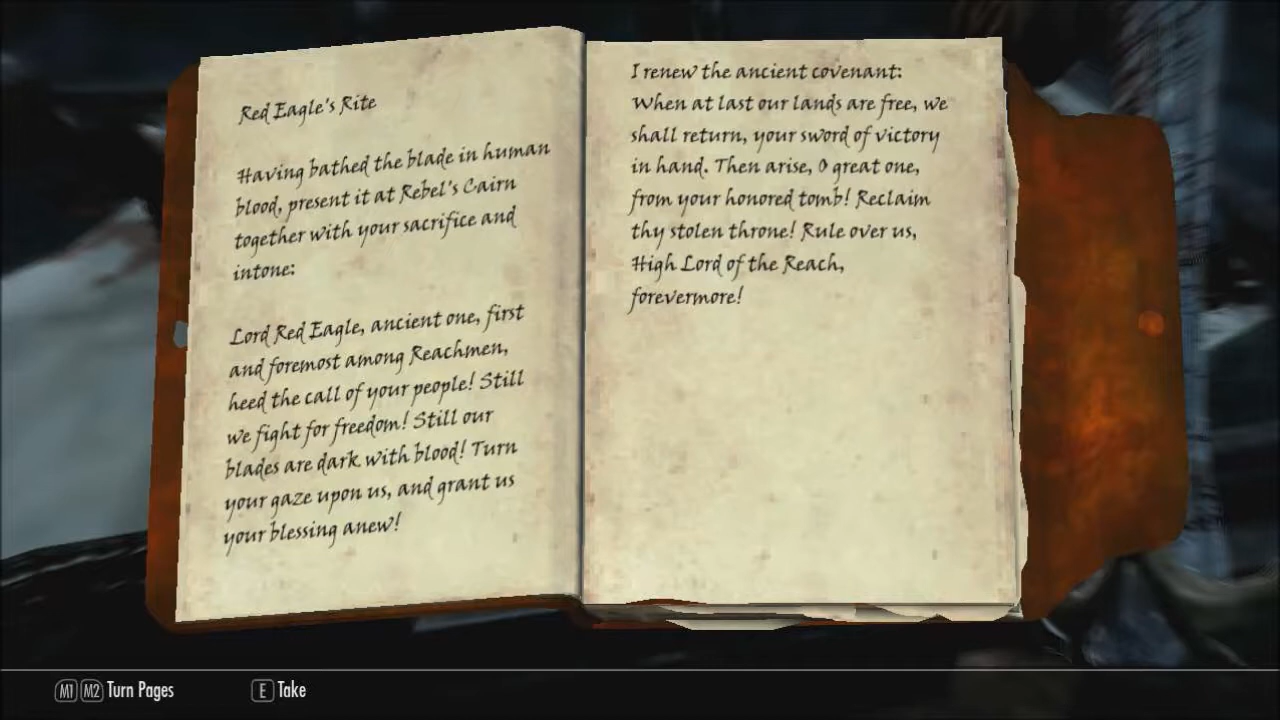 Red Eagle's Rite
Having bathed the blade in human
blood, present it at Rebel's Cairn
together with your sacrifice and
intone:
Lord Red Eagle, ancient one, first
and foremost among Reachmen,
heed the call of your people! Still
we fight for freedom! Still our
blades are dark with blood! Turn
your gaze upon us, and grant us
your blessing anew!
I renew the ancient covenant:
When at last our lands are free, we
shall return, your sword of victory
in hand. Then arise, O great one,
from your honored tomb! Reclaim
thy stolen throne! Rule over us,
High Lord of the Reach,
forevermore!
M1 M2 Turn Pages E Take